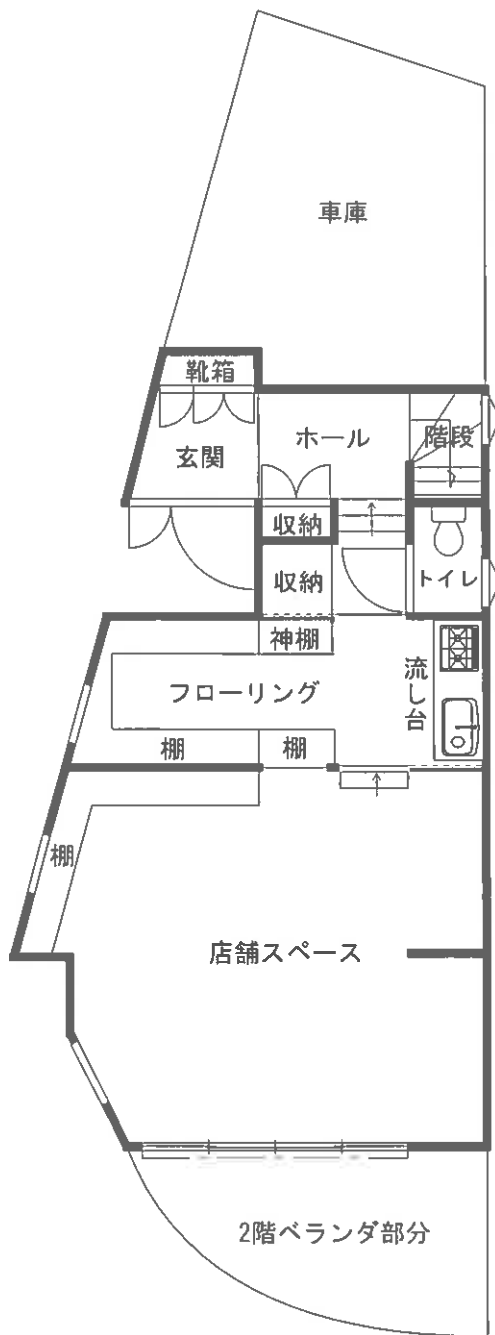 車庫
靴箱
玄関
ホール
階段
収納
収納
トイレ
神棚
フローリング
流し台
棚
棚
棚
店舗スペース
2階ベランダ部分